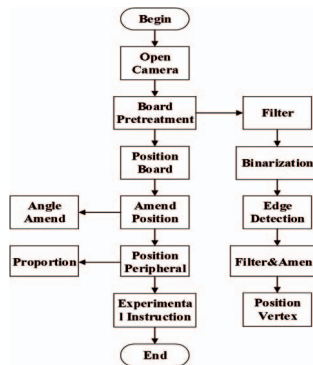 Begin
Open
Camera
Board
Pretreatment
Filter
Position
Board
Binarization
Angle
Amend
Amend
Position
Edge
Detection
Proportion
Position
Peripheral
Filter&Amen
Experimenta
l Instruction
Position
Vertex
End